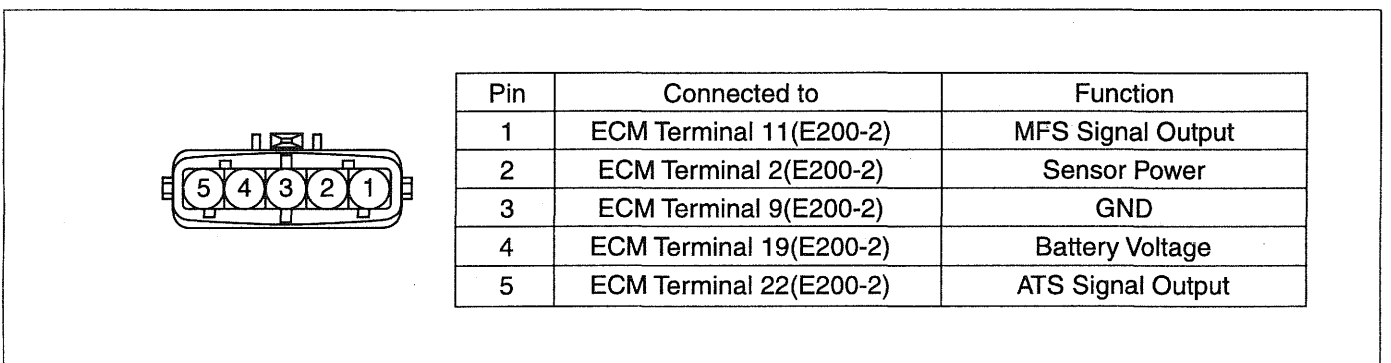 5 4 3 2 1
Pin Connected to Function
1 ECM Terminal 11(E200-2) MFS Signal Output
2 ECM Terminal 2(E200-2) Sensor Power
3 ECM Terminal 9(E200-2) GND
4 ECM Terminal 19(E200-2) Battery Voltage
5 ECM Terminal 22(E200-2) ATS Signal Output